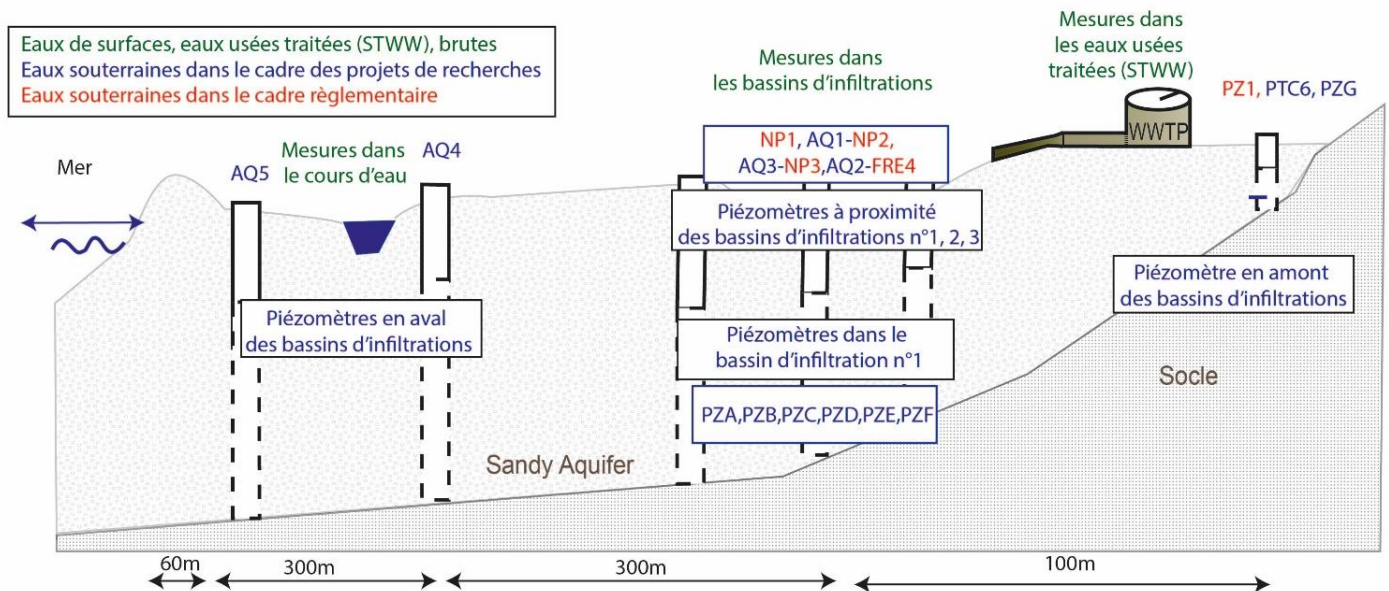 Eaux de surfaces, eaux usées traitées (STWW), brutes
Eaux souterraines dans le cadre des projets de recherches
Eaux souterraines dans le cadre règlementaire
Mer
AQ5
Mesures dans
le cours d'eau
AQ4
Mesures dans
les bassins d'infiltrations
Mesures dans
les eaux usées
traitées (STWW)
WWTP
PZ1, PTC6, PZG
NP1, AQ1-NP2,
AQ3-NP3,AQ2-FRE4
Piézomètres à proximité
des bassins d'infiltrations n°1, 2, 3
Piézomètre en amont
des bassins d'infiltrations
Piézomètres en aval
des bassins d'infiltrations
Piézomètres dans le
bassin d'infiltration n°1
PZA,PZB,PZC,PZD,PZE,PZF
Socle
Sandy Aquifer
60m
300m
300m
100m